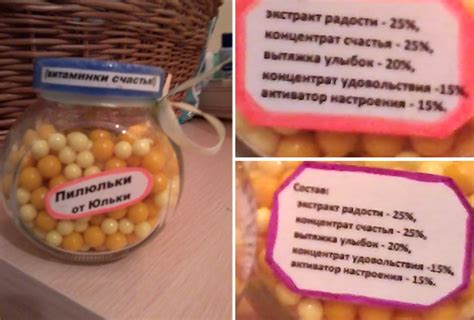 (витаминки счастья)
Пилюльки
от Юльки
экстракт радости - 25%,
концентрат счастья - 25%,
вытяжка улыбок - 20%,
концентрат удовольствия -15%,
активатор настроения - 15%.
Состав:
экстракт радости - 25%,
концентрат счастья - 25%,
вытяжка улыбок - 20%,
концентрат удовольствия -15%,
активатор настроения - 15%.